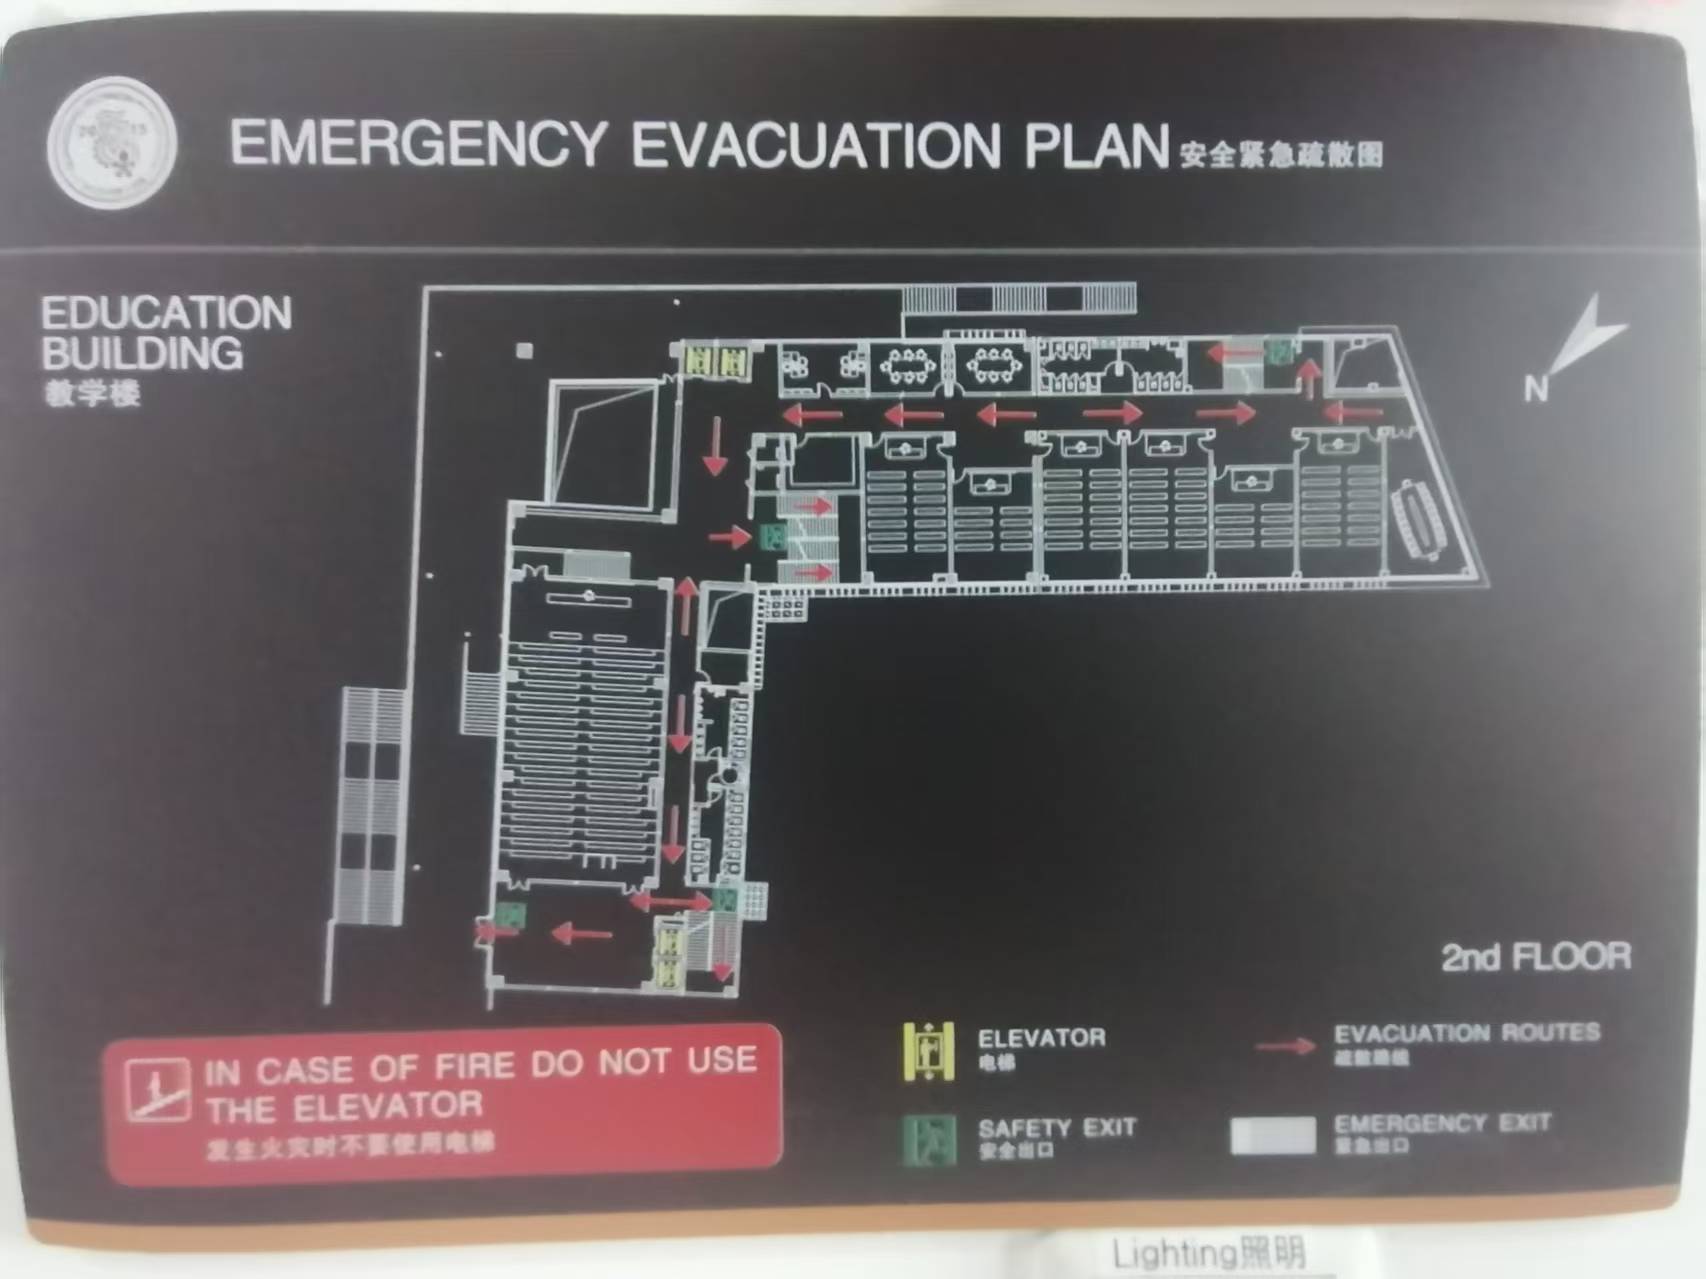 EMERGENCY EVACUATION PLAN 安全紧急疏散图
EDUCATION
BUILDING
教学楼
N
2nd FLOOR
IN CASE OF FIRE DO NOT USE
THE ELEVATOR
发生火灾时不要使用电梯
ELEVATOR
电梯
EVACUATION ROUTES
疏散路线
SAFETY EXIT
安全出口
EMERGENCY EXIT
紧急出口
Lighting照明